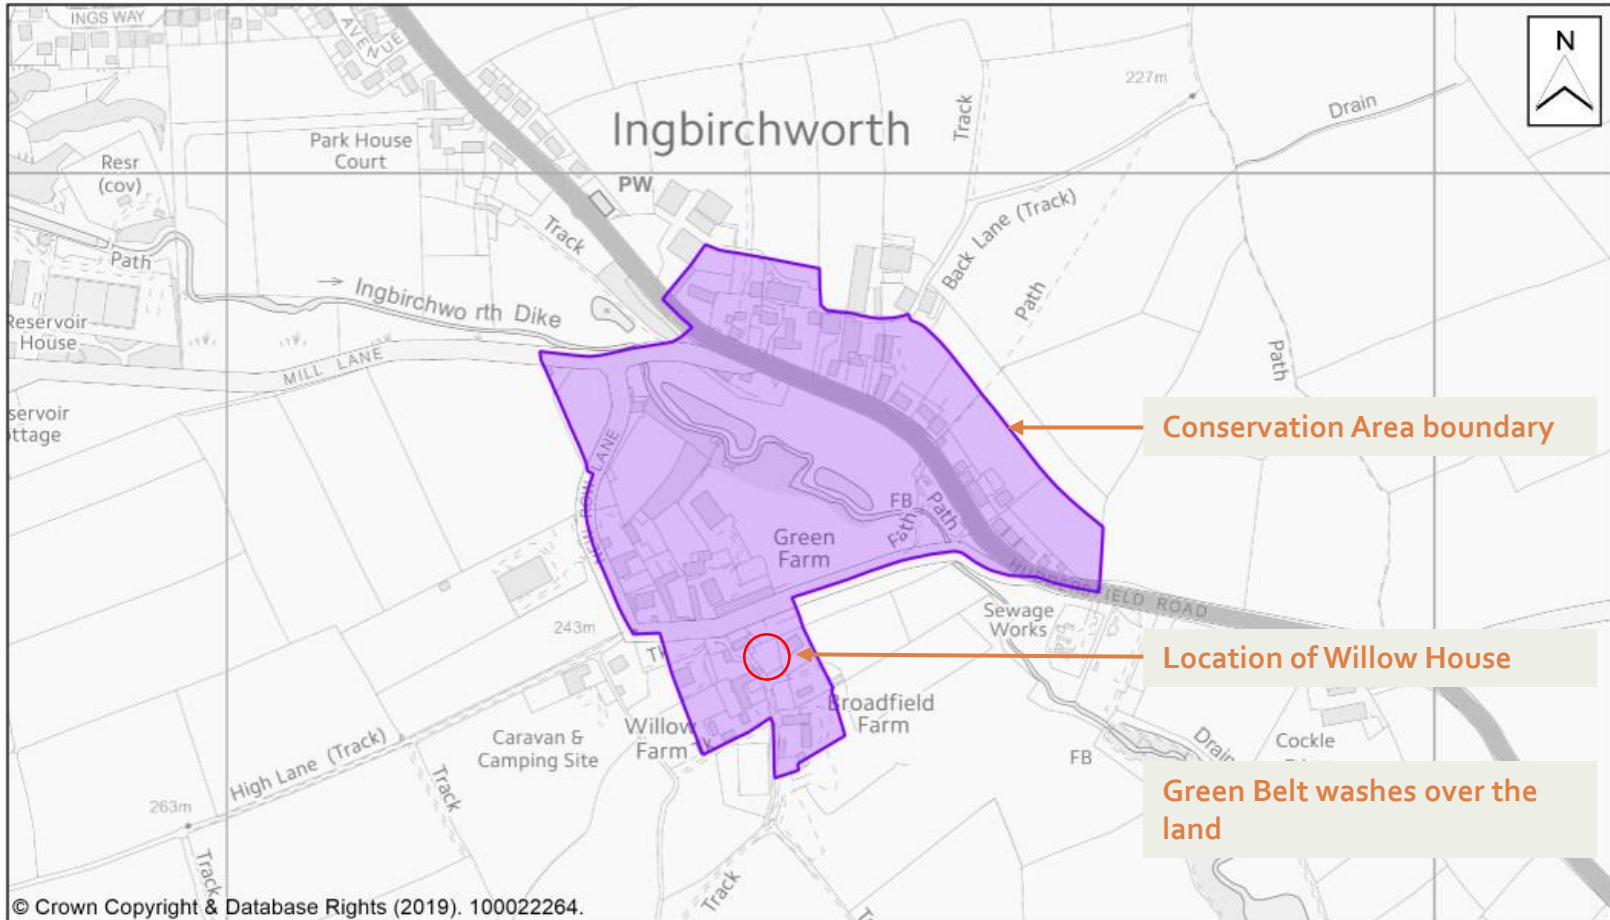 INGS WAY
AVENUE
N
227m
Drain
Track
Ingbirchworth
Park House
Court
Resr
(cov)
PW
Track
Back Lane (Track)
Path
Path
Ingbirchwo rth Dike
Path
Reservoir
House
MILL LANE
Path
Conservation Area boundary
ROW LANE
FB
Path
Path
Green
Farm
HUDDERSFIELD ROAD
Sewage
Works
243m
Location of Willow House
Willow
Farm
Broadfield
Farm
Caravan &
Camping Site
High Lane (Track)
Track
FB
Drain
Cockle
Green Belt washes over the
land
263m
Track
Track
© Crown Copyright & Database Rights (2019). 100022264.